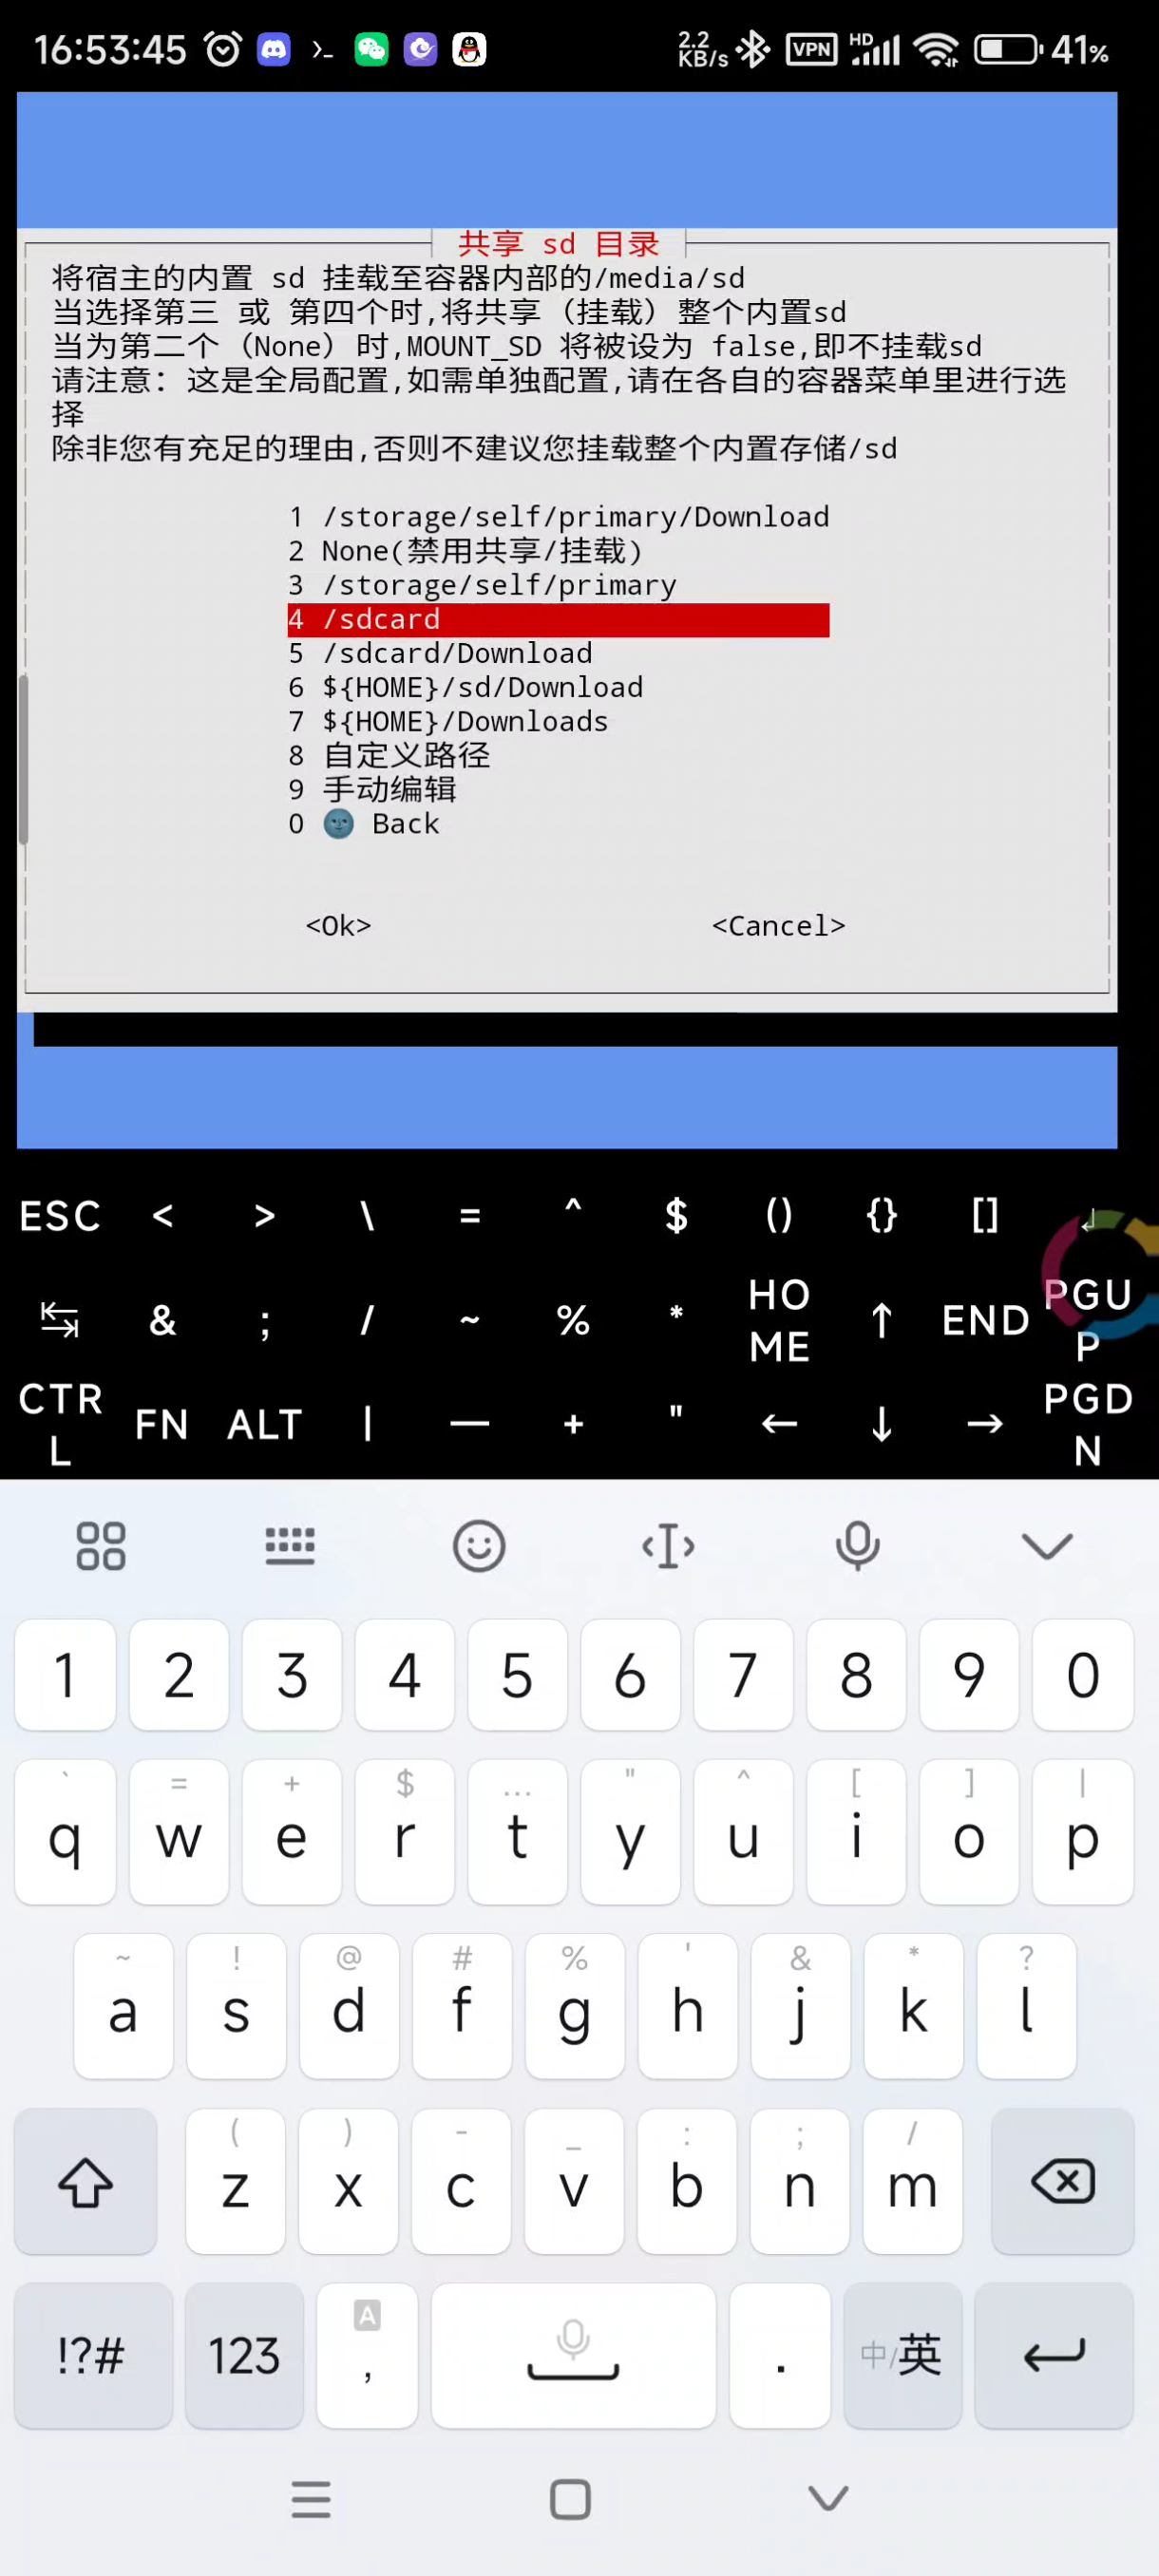 16:53:45 2.2 KB/s VPN HD 41%
共享 sd 目录
将宿主的内置 sd 挂载至容器内部的/media/sd
当选择第三 或 第四个时,将共享（挂载）整个内置sd
当为第二个（None）时,MOUNT_SD 将被设为 false,即不挂载sd
请注意: 这是全局配置,如需单独配置,请在各自的容器菜单里进行选
择
除非您有充足的理由,否则不建议您挂载整个内置存储/sd
1 /storage/self/primary/Download
2 None(禁用共享/挂载)
3 /storage/self/primary
4 /sdcard
5 /sdcard/Download
6 ${HOME}/sd/Download
7 ${HOME}/Downloads
8 自定义路径
9 手动编辑
0 🌚 Back
<Ok> <Cancel>
ESC < > \ = ^ $ () {} [] ↲
↹ & ; / ~ % * HOME ↑ END PGUP
CTRL FN ALT | — + " ← ↓ → PGDN
1 2 3 4 5 6 7 8 9 0
` = + $ ... " ^ [ ] |
q w e r t y u i o p
~ ! @ # % ' & * ?
a s d f g h j k l
( ) - _ : ; /
z x c v b n m
A
!?# 123 , . 中/英